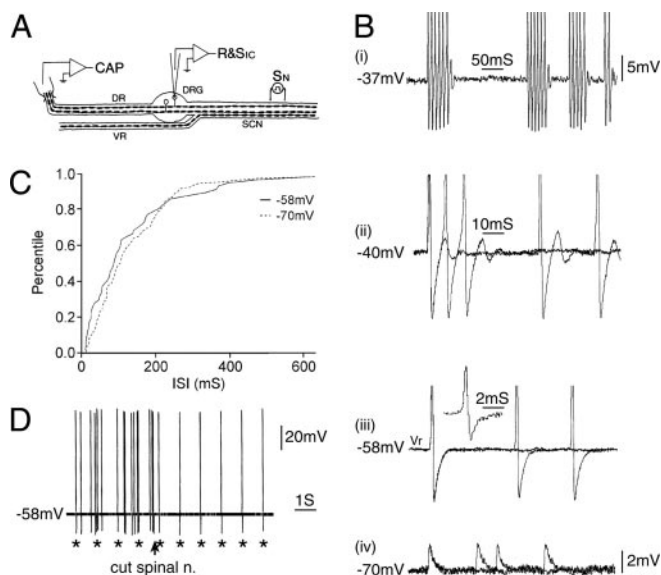 A
CAP
R&SIC
SN
DR
DRG
VR
SCN
B
(i)
-37mV
50mS
5mV
(ii)
-40mV
10mS
(iii)
-58mV
Vr
2mS
(iv)
-70mV
2mV
C
Percentile
1.0
0.8
0.6
0.4
0.2
0.0
0 200 400 600
ISI (mS)
-58mV
-70mV
D
-58mV
20mV
1S
* * * * * * * * * *
cut spinal n.